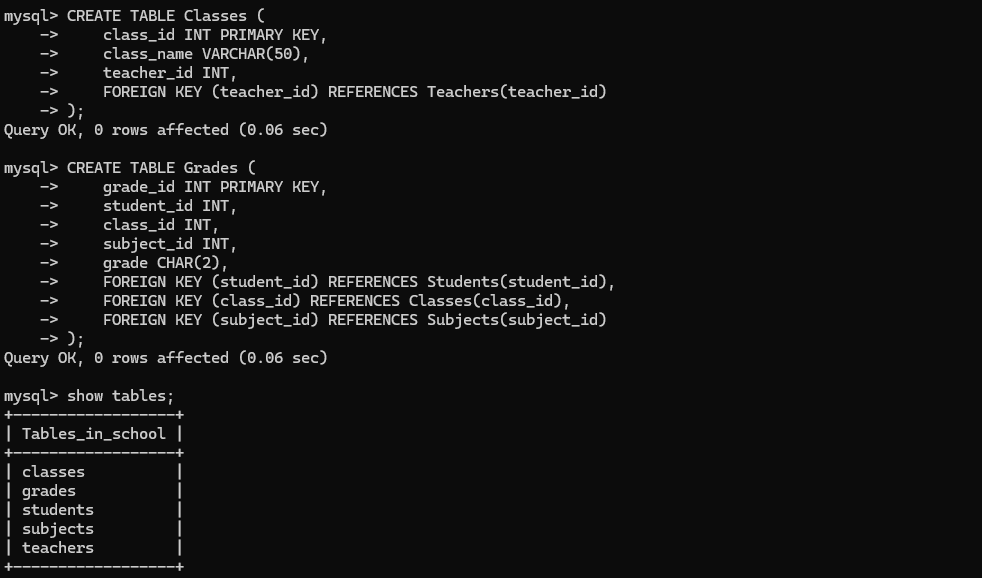 mysql> CREATE TABLE Classes (
    ->     class_id INT PRIMARY KEY,
    ->     class_name VARCHAR(50),
    ->     teacher_id INT,
    ->     FOREIGN KEY (teacher_id) REFERENCES Teachers(teacher_id)
    -> );
Query OK, 0 rows affected (0.06 sec)

mysql> CREATE TABLE Grades (
    ->     grade_id INT PRIMARY KEY,
    ->     student_id INT,
    ->     class_id INT,
    ->     subject_id INT,
    ->     grade CHAR(2),
    ->     FOREIGN KEY (student_id) REFERENCES Students(student_id),
    ->     FOREIGN KEY (class_id) REFERENCES Classes(class_id),
    ->     FOREIGN KEY (subject_id) REFERENCES Subjects(subject_id)
    -> );
Query OK, 0 rows affected (0.06 sec)

mysql> show tables;
+------------------+
| Tables_in_school |
+------------------+
| classes          |
| grades           |
| students         |
| subjects         |
| teachers         |
+------------------+